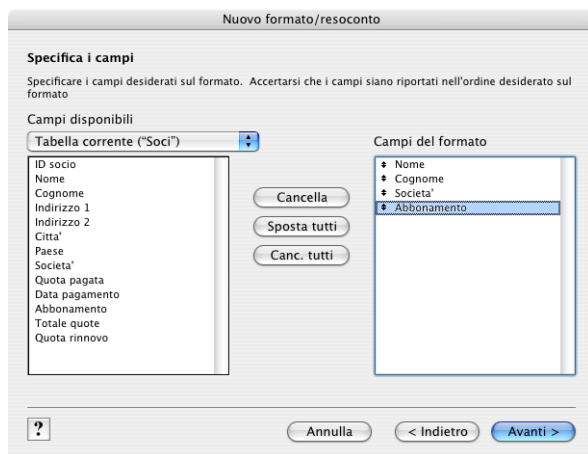 Nuovo formato/resoconto
Specifica i campi
Specificare i campi desiderati sul formato. Accertarsi che i campi siano riportati nell'ordine desiderato sul
formato
Campi disponibili
Tabella corrente (“Soci”)
ID socio
Nome
Cognome
Indirizzo 1
Indirizzo 2
Citta'
Paese
Societa'
Quota pagata
Data pagamento
Abbonamento
Totale quote
Quota rinnovo
Cancella
Sposta tutti
Canc. tutti
Campi del formato
Nome
Cognome
Societa'
Abbonamento
?
Annulla
< Indietro
Avanti >